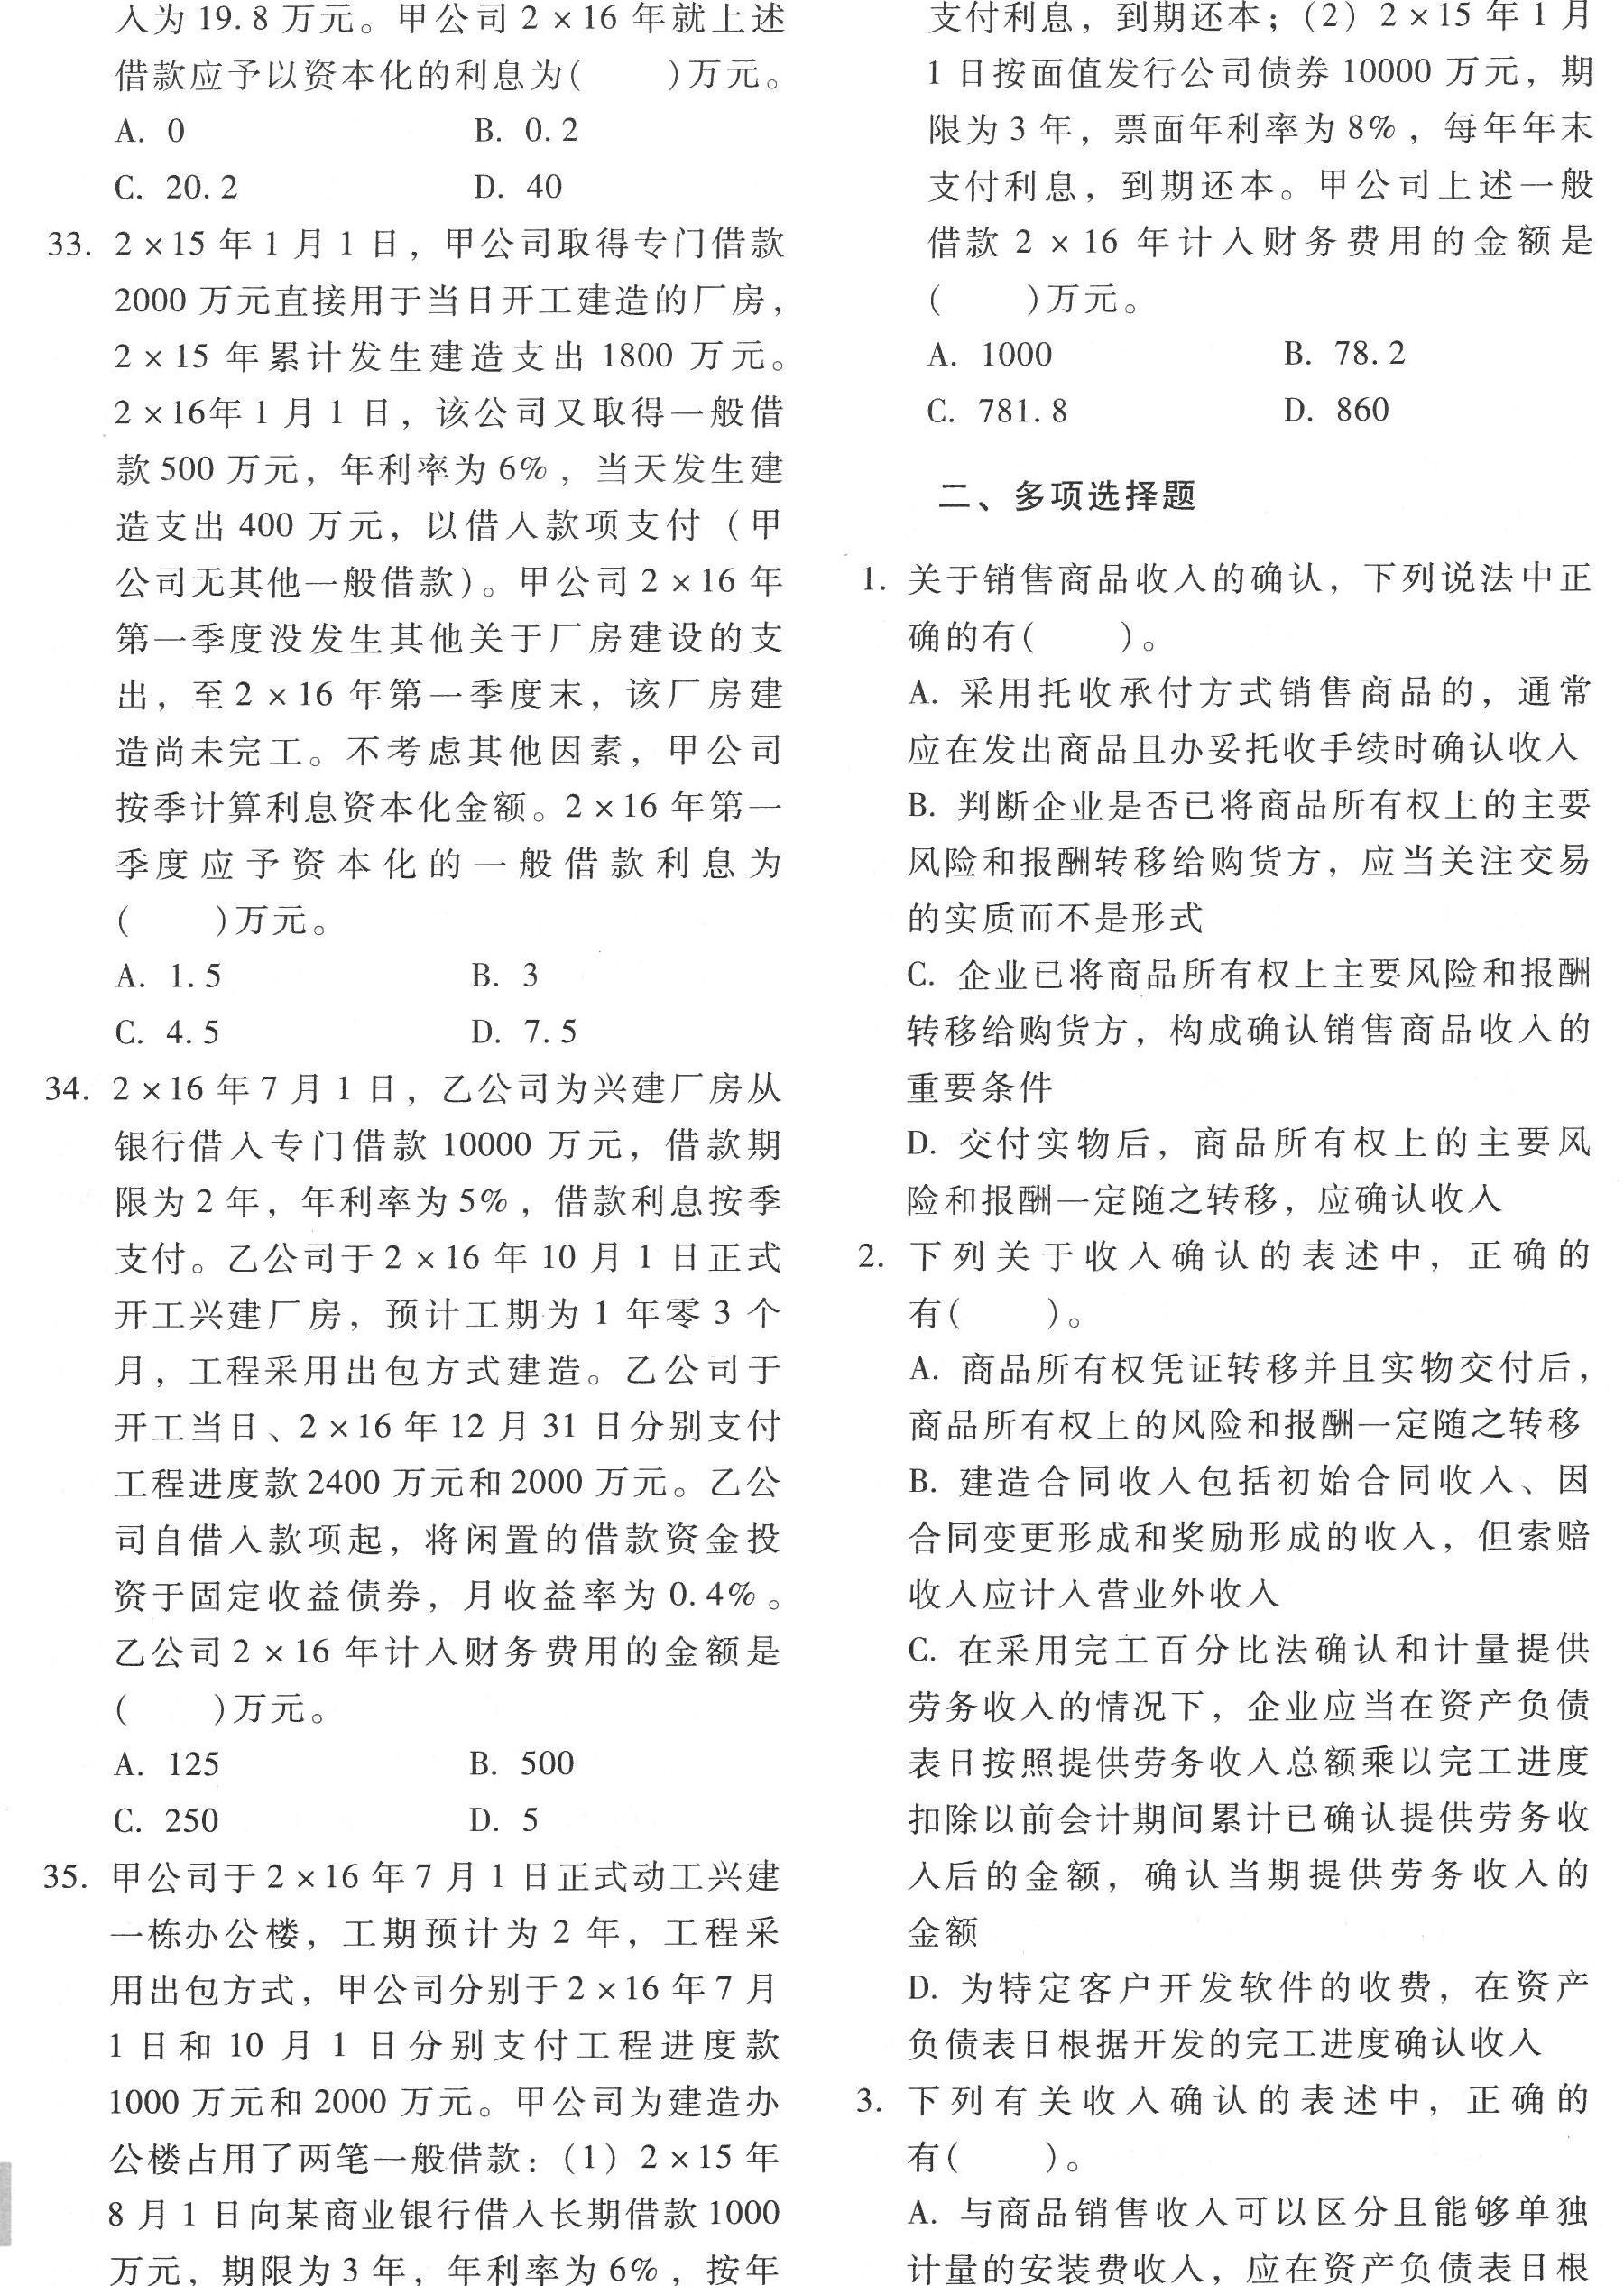 入为 19.8 万元。甲公司 2×16 年就上述
借款应予以资本化的利息为(　　)万元。
A. 0　　B. 0.2
C. 20.2　　D. 40
33. 2×15 年 1 月 1 日，甲公司取得专门借款
2000 万元直接用于当日开工建造的厂房，
2×15 年累计发生建造支出 1800 万元。
2×16年 1 月 1 日，该公司又取得一般借
款 500 万元，年利率为 6%，当天发生建
造支出 400 万元，以借入款项支付（甲
公司无其他一般借款）。甲公司 2×16 年
第一季度没发生其他关于厂房建设的支
出，至 2×16 年第一季度末，该厂房建
造尚未完工。不考虑其他因素，甲公司
按季计算利息资本化金额。2×16 年第一
季度应予资本化的一般借款利息为
(　　)万元。
A. 1.5　　B. 3
C. 4.5　　D. 7.5
34. 2×16 年 7 月 1 日，乙公司为兴建厂房从
银行借入专门借款 10000 万元，借款期
限为 2 年，年利率为 5%，借款利息按季
支付。乙公司于 2×16 年 10 月 1 日正式
开工兴建厂房，预计工期为 1 年零 3 个
月，工程采用出包方式建造。乙公司于
开工当日、2×16 年 12 月 31 日分别支付
工程进度款 2400 万元和 2000 万元。乙公
司自借入款项起，将闲置的借款资金投
资于固定收益债券，月收益率为 0.4%。
乙公司 2×16 年计入财务费用的金额是
(　　)万元。
A. 125　　B. 500
C. 250　　D. 5
35. 甲公司于 2×16 年 7 月 1 日正式动工兴建
一栋办公楼，工期预计为 2 年，工程采
用出包方式，甲公司分别于 2×16 年 7 月
1 日和 10 月 1 日分别支付工程进度款
1000 万元和 2000 万元。甲公司为建造办
公楼占用了两笔一般借款：（1）2×15 年
8 月 1 日向某商业银行借入长期借款 1000
万元，期限为 3 年，年利率为 6%，按年
支付利息，到期还本；（2）2×15 年 1 月
1 日按面值发行公司债券 10000 万元，期
限为 3 年，票面年利率为 8%，每年年末
支付利息，到期还本。甲公司上述一般
借款 2×16 年计入财务费用的金额是
(　　)万元。
A. 1000　　B. 78.2
C. 781.8　　D. 860
二、多项选择题
1. 关于销售商品收入的确认，下列说法中正
确的有(　　)。
A. 采用托收承付方式销售商品的，通常
应在发出商品且办妥托收手续时确认收入
B. 判断企业是否已将商品所有权上的主要
风险和报酬转移给购货方，应当关注交易
的实质而不是形式
C. 企业已将商品所有权上主要风险和报酬
转移给购货方，构成确认销售商品收入的
重要条件
D. 交付实物后，商品所有权上的主要风
险和报酬一定随之转移，应确认收入
2. 下列关于收入确认的表述中，正确的
有(　　)。
A. 商品所有权凭证转移并且实物交付后，
商品所有权上的风险和报酬一定随之转移
B. 建造合同收入包括初始合同收入、因
合同变更形成和奖励形成的收入，但索赔
收入应计入营业外收入
C. 在采用完工百分比法确认和计量提供
劳务收入的情况下，企业应当在资产负债
表日按照提供劳务收入总额乘以完工进度
扣除以前会计期间累计已确认提供劳务收
入后的金额，确认当期提供劳务收入的
金额
D. 为特定客户开发软件的收费，在资产
负债表日根据开发的完工进度确认收入
3. 下列有关收入确认的表述中，正确的
有(　　)。
A. 与商品销售收入可以区分且能够单独
计量的安装费收入，应在资产负债表日根